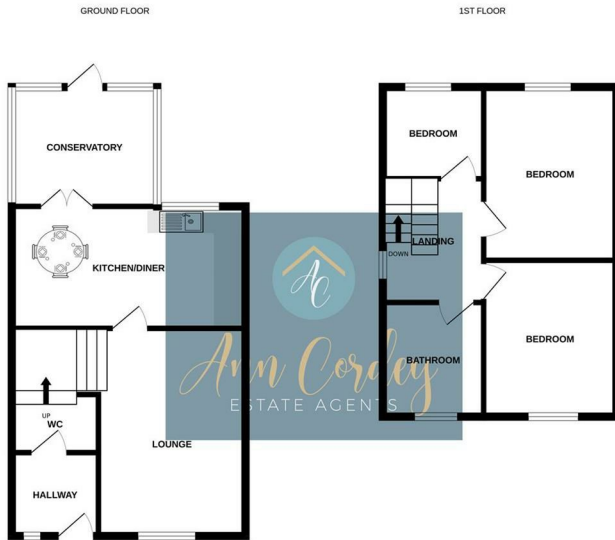 GROUND FLOOR
CONSERVATORY
KITCHEN/DINER
UP
WC
LOUNGE
HALLWAY
1ST FLOOR
BEDROOM
BEDROOM
LANDING
DOWN
BATHROOM
BEDROOM
AC
Ann Cordey
ESTATE AGENTS